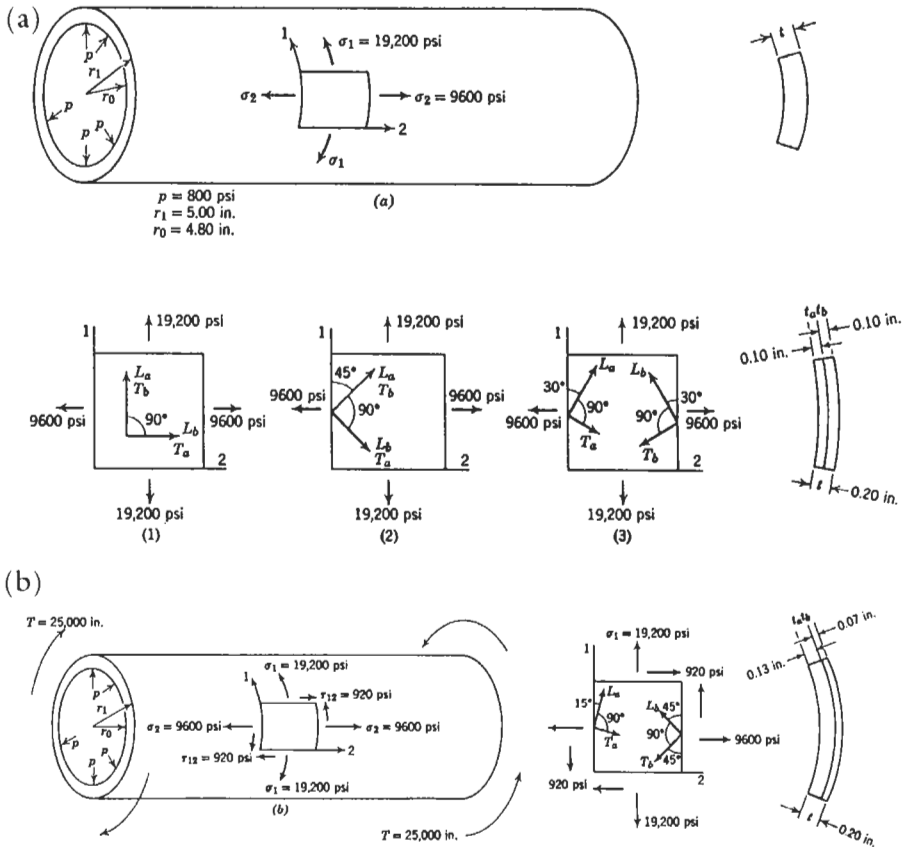 (a)
1
σ1 = 19,200 psi
t
p
r1
r0
σ2
σ2 = 9600 psi
p
p
p
2
σ1
p = 800 psi
r1 = 5.00 in.
r0 = 4.80 in.
(a)
1
19,200 psi
La
Tb
90°
Lb
Ta
9600 psi
9600 psi
2
19,200 psi
(1)
1
19,200 psi
45°
La
Tb
9600 psi
90°
Lb
Ta
9600 psi
2
19,200 psi
(2)
1
19,200 psi
La
Lb
30°
30°
90°
90°
9600 psi
9600 psi
Ta
Tb
2
19,200 psi
(3)
ta tb
0.10 in.
0.10 in.
t
0.20 in.
(b)
T = 25,000 in.
p
r1
r0
p
p
1
σ1 = 19,200 psi
τ12 = 920 psi
σ2 = 9600 psi
σ2 = 9600 psi
2
τ12 = 920 psi
σ1 = 19,200 psi
(b)
T = 25,000 in.
σ1 = 19,200 psi
1
920 psi
La
15°
Lb
45°
90°
90°
Ta
Tb
45°
9600 psi
2
920 psi
19,200 psi
ta tb
0.07 in.
0.13 in.
t
0.20 in.